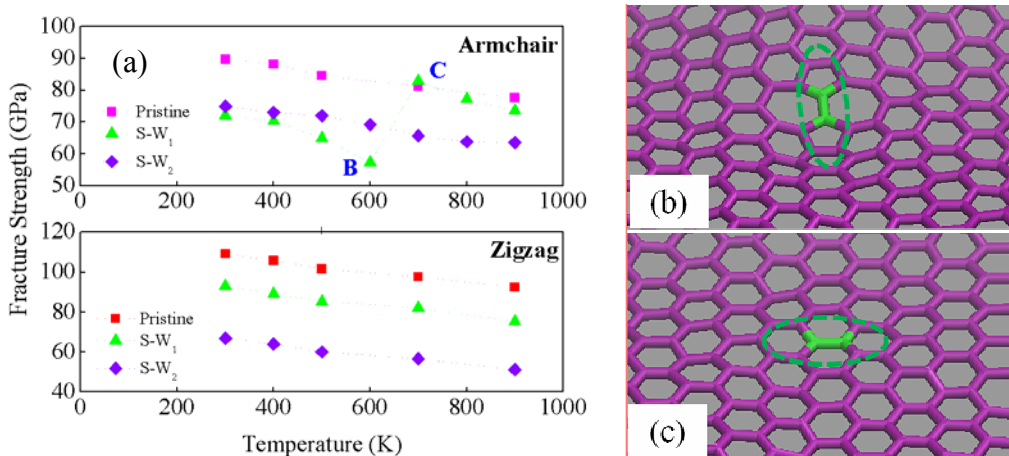 (a)
Armchair
100
90
80
70
60
50
C
B
Pristine
S-W₁
S-W₂
0 200 400 600 800 1000
Fracture Strength (GPa)
Zigzag
120
100
80
60
40
Pristine
S-W₁
S-W₂
0 200 400 600 800 1000
Temperature (K)
(b)
(c)